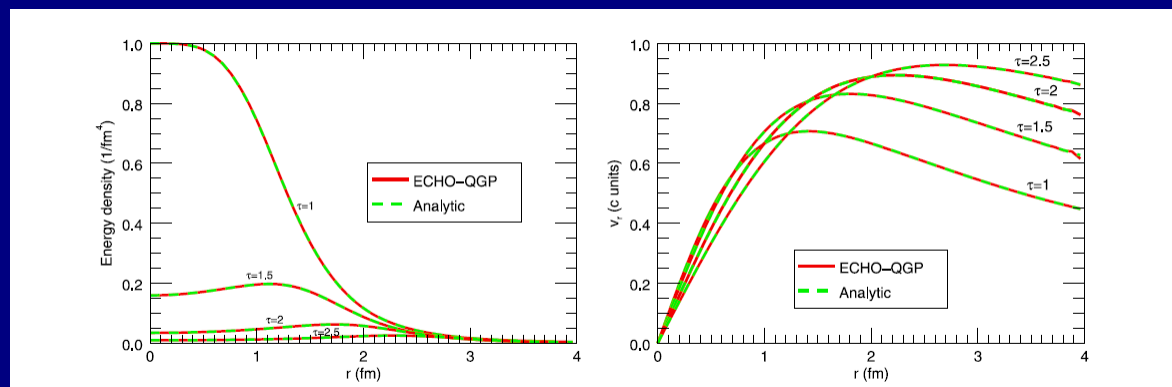 1.0
0.8
0.6
0.4
0.2
0.0
Energy density (1/fm⁴)
τ=1
τ=1.5
τ=2
τ=2.5
ECHO−QGP
Analytic
0 1 2 3 4
r (fm)
1.0
0.8
0.6
0.4
0.2
0.0
vᵣ (c units)
τ=2.5
τ=2
τ=1.5
τ=1
ECHO−QGP
Analytic
0 1 2 3 4
r (fm)